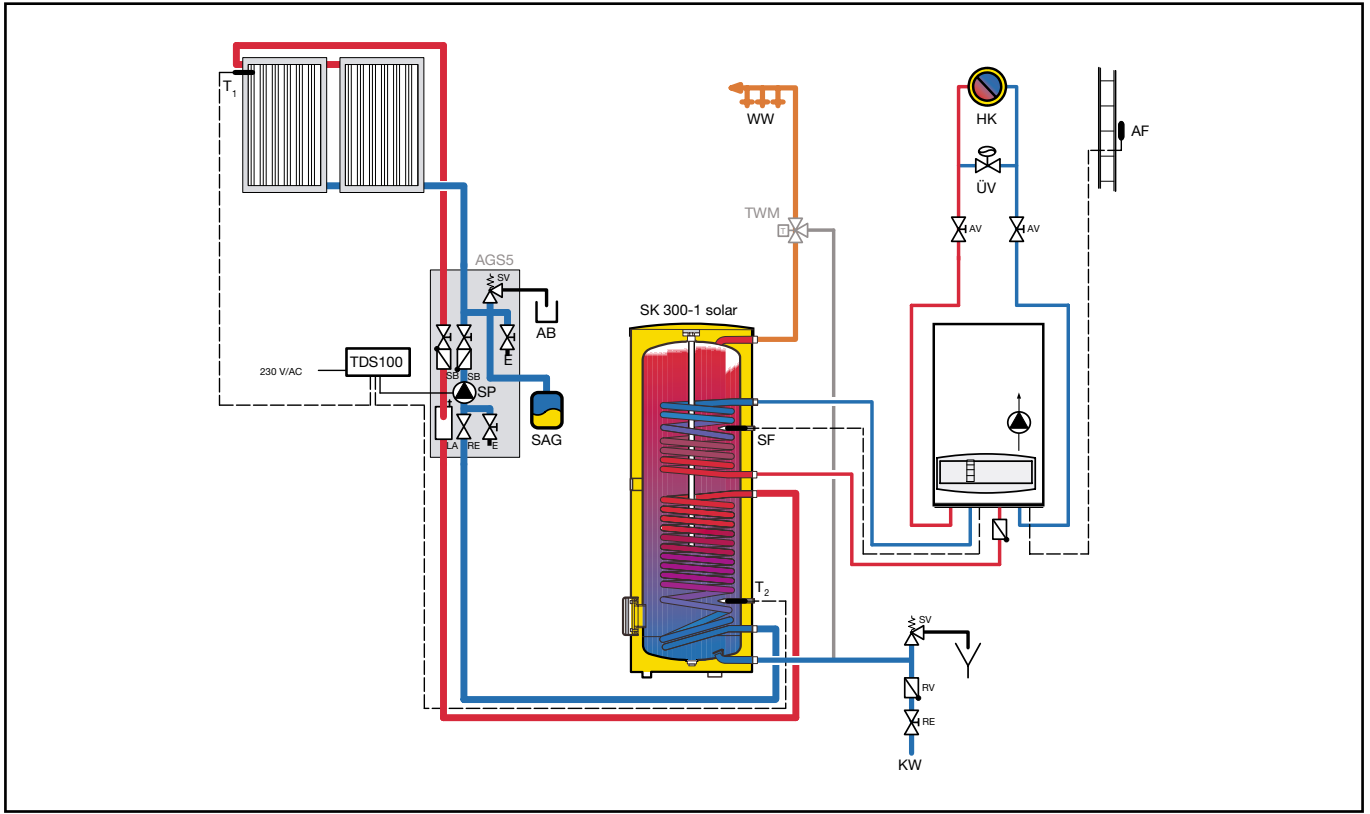 T1
WW
HK
AF
ÜV
TWM
T
AV
AV
AGS5
SV
AB
SK 300-1 solar
E
TDS100
230 V/AC
SB
SB
SP
SAG
SF
LA
RE
E
T2
SV
RV
RE
KW